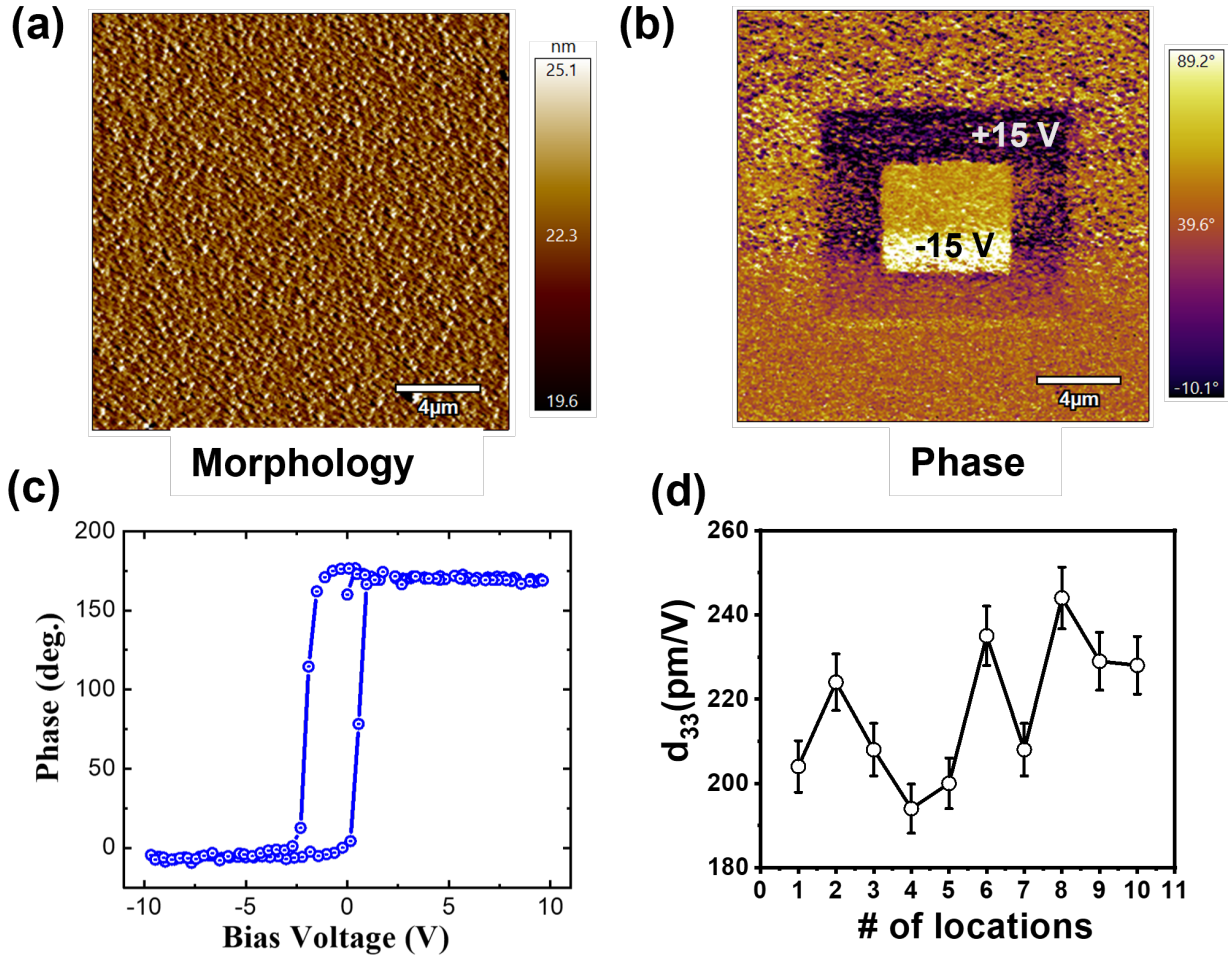 (a)
nm
25.1
22.3
19.6
4μm
Morphology
(b)
+15 V
-15 V
89.2°
39.6°
-10.1°
4μm
Phase
(c)
200
150
100
50
0
Phase (deg.)
-10 -5 0 5 10
Bias Voltage (V)
(d)
260
240
220
200
180
d33(pm/V)
0 1 2 3 4 5 6 7 8 9 10 11
# of locations